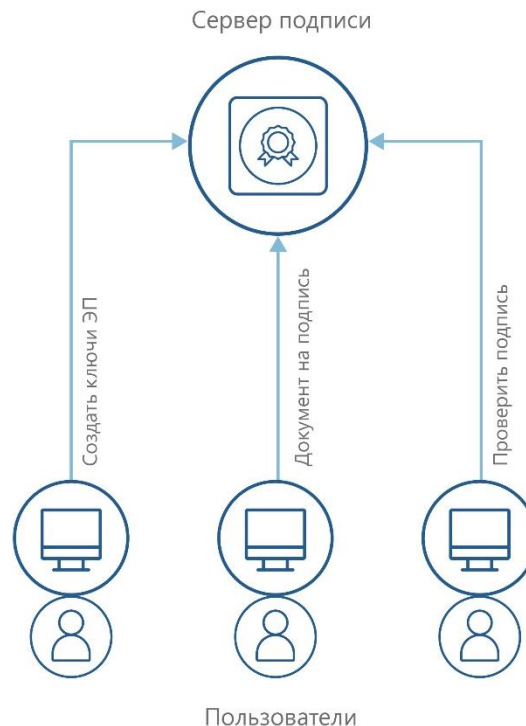 Сервер подписи
Создать ключи ЭП
Документ на подпись
Проверить подпись
Пользователи